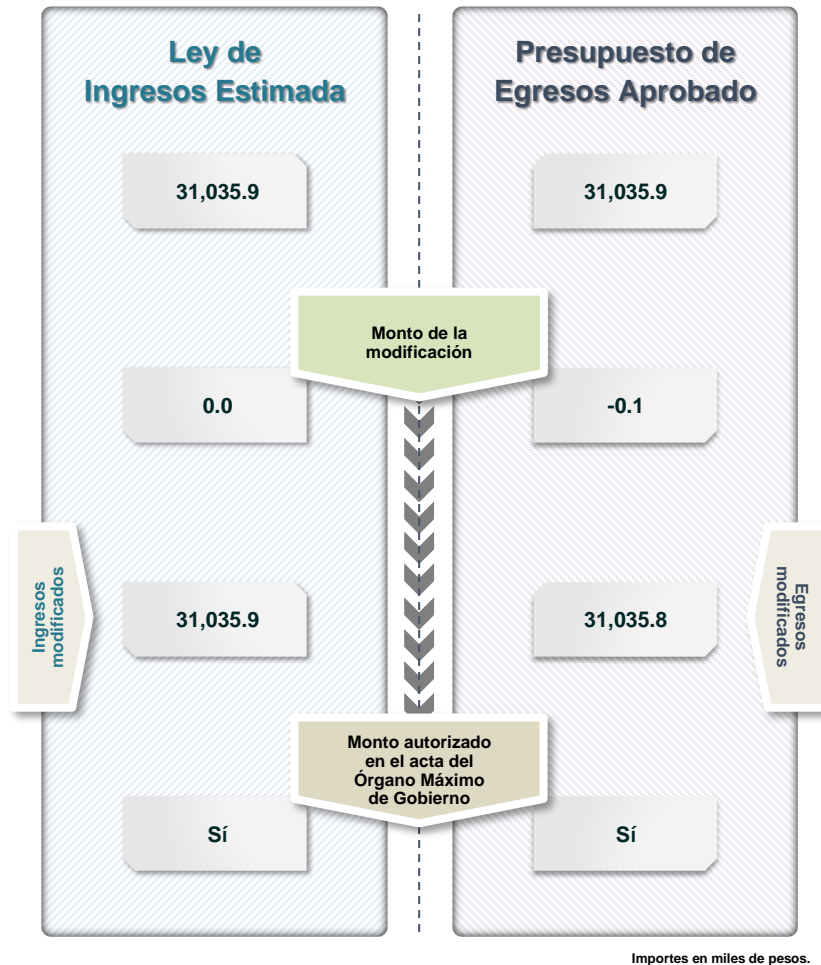 Ley de
Ingresos Estimada
Presupuesto de
Egresos Aprobado
31,035.9
31,035.9
Monto de la
modificación
0.0
-0.1
Ingresos
modificados
31,035.9
31,035.8
Egresos
modificados
Monto autorizado
en el acta del
Órgano Máximo
de Gobierno
Sí
Sí
Importes en miles de pesos.